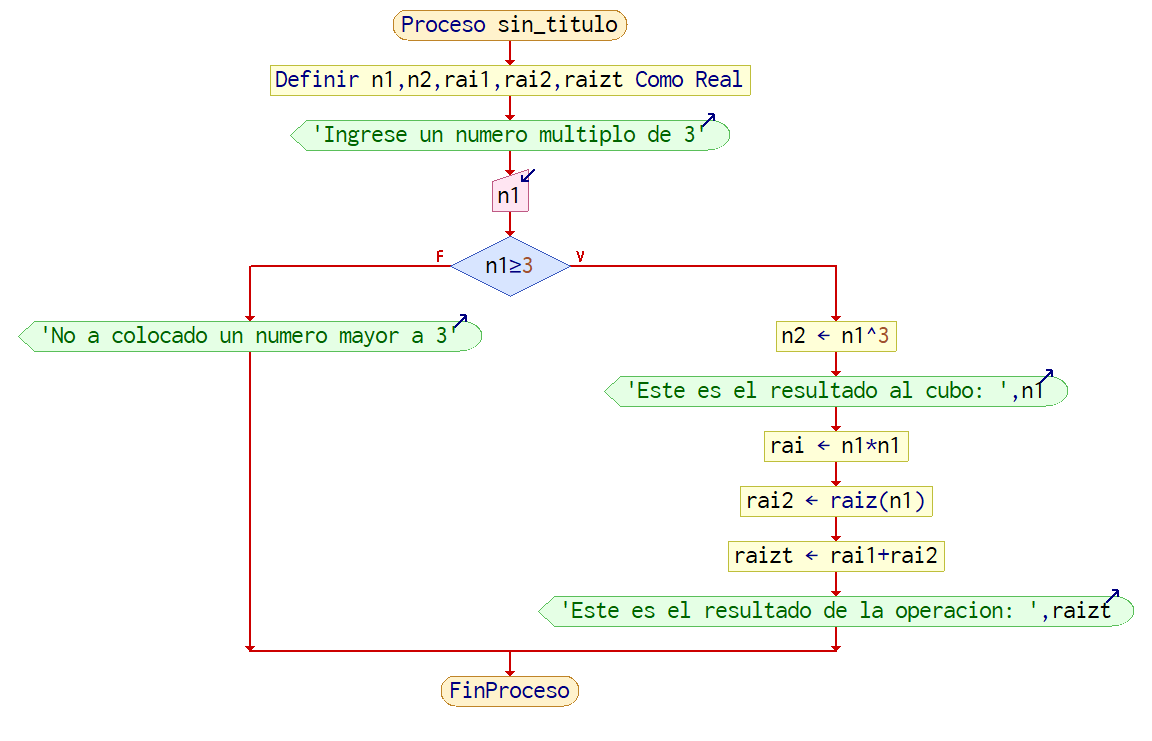 Proceso sin_titulo
Definir n1,n2,rai1,rai2,raizt Como Real
'Ingrese un numero multiplo de 3'
n1
n1≥3
F
V
'No a colocado un numero mayor a 3'
n2 ← n1^3
'Este es el resultado al cubo: ',n1
rai ← n1*n1
rai2 ← raiz(n1)
raizt ← rai1+rai2
'Este es el resultado de la operacion: ',raizt
FinProceso